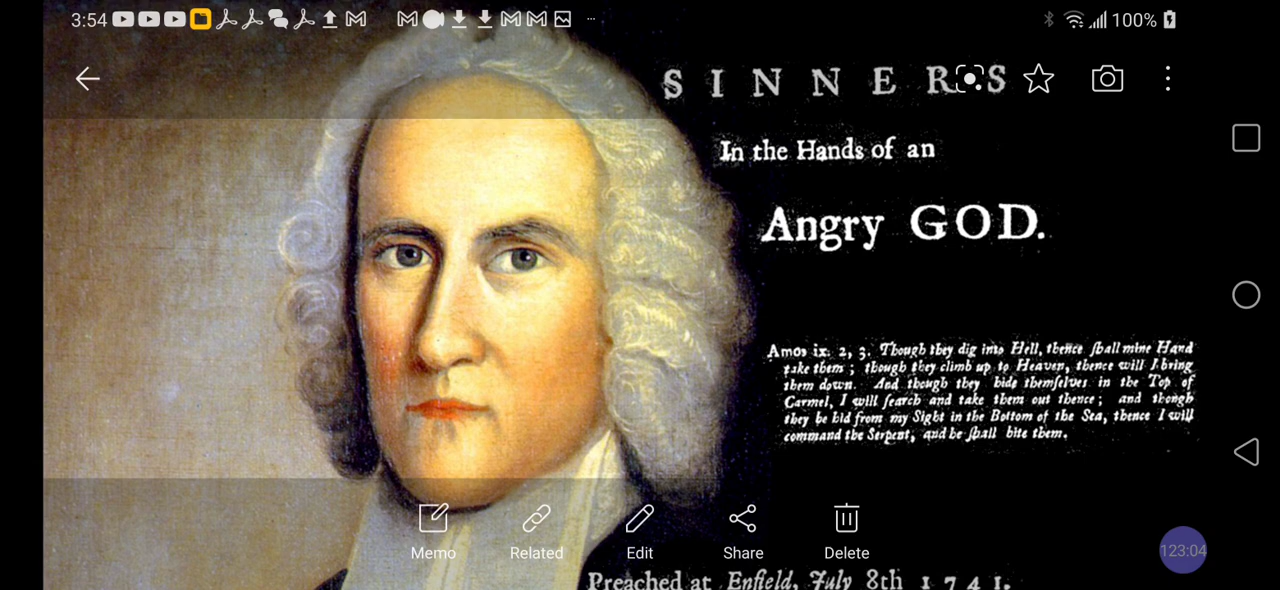 3:54
100%
SINNERS
In the Hands of an
Angry GOD.
Amos ix. 2, 3. Though they dig into Hell, thence ſhall mine Hand
take them ; though they climb up to Heaven, thence will I bring
them down. And though they hide themſelves in the Top of
Carmel, I will ſearch and take them out thence ; and though
they be hid from my Sight in the Bottom of the Sea, thence I will
command the Serpent, and he ſhall bite them.
Memo Related Edit Share Delete
123:04
Preached at Enfield, July 8th 1741.